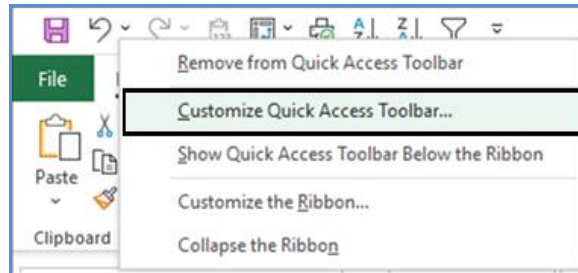 File
Remove from Quick Access Toolbar
Customize Quick Access Toolbar...
Show Quick Access Toolbar Below the Ribbon
Customize the Ribbon...
Collapse the Ribbon
Paste
Clipboard